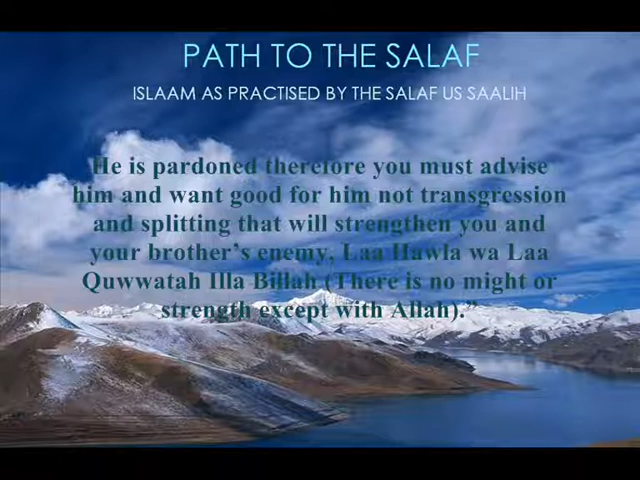 PATH TO THE SALAF
ISLAAM AS PRACTISED BY THE SALAF US SAALIH
He is pardoned therefore you must advise
him and want good for him not transgression
and splitting that will strengthen you and
your brother's enemy, Laa Hawla wa Laa
Quwwatah Illa Billah (There is no might or
strength except with Allah).”